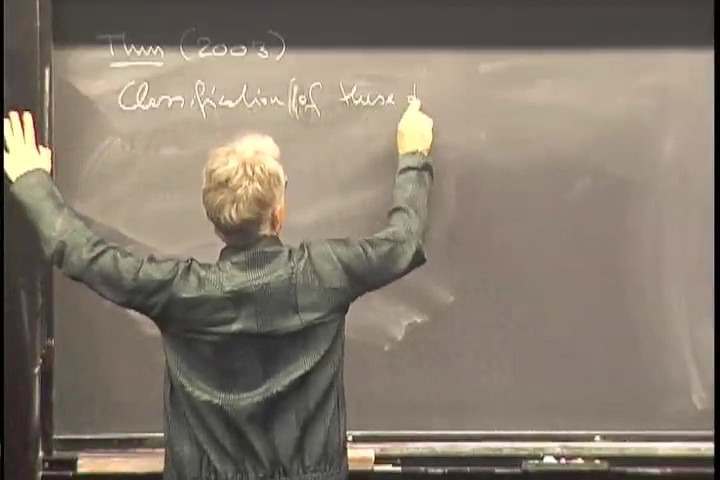 Thm (2003)
Classification of these